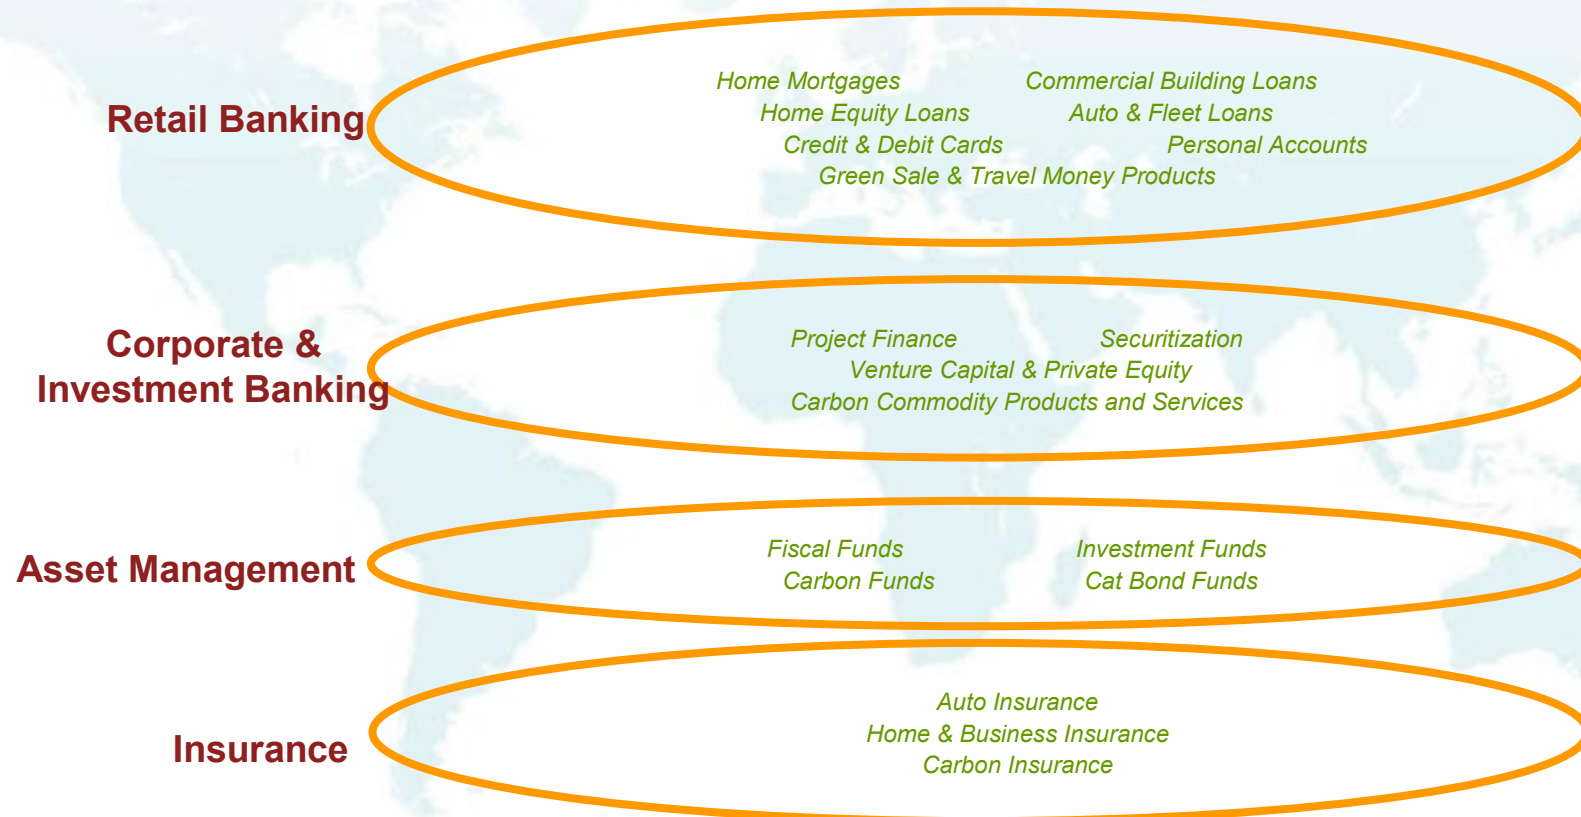 Retail Banking
Home Mortgages Commercial Building Loans
Home Equity Loans Auto & Fleet Loans
Credit & Debit Cards Personal Accounts
Green Sale & Travel Money Products
Corporate &
Investment Banking
Project Finance Securitization
Venture Capital & Private Equity
Carbon Commodity Products and Services
Asset Management
Fiscal Funds Investment Funds
Carbon Funds Cat Bond Funds
Insurance
Auto Insurance
Home & Business Insurance
Carbon Insurance